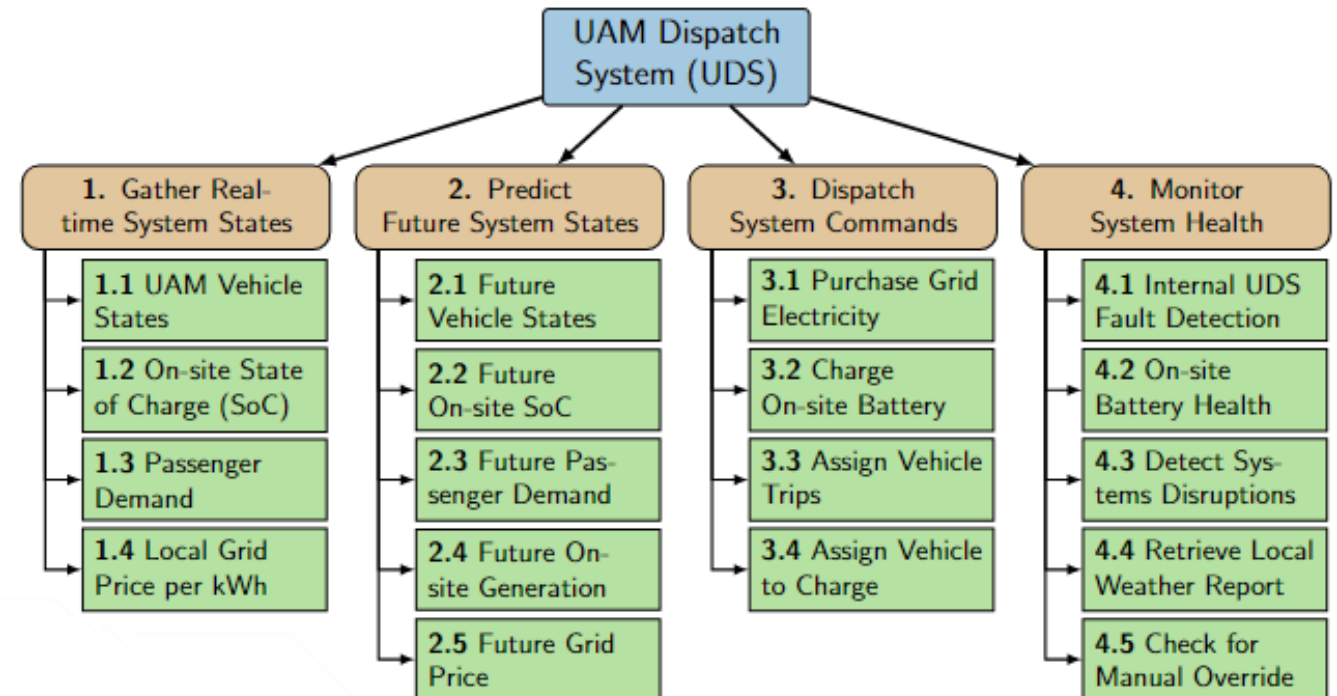 UAM Dispatch
System (UDS)
1. Gather Real-
time System States
2. Predict
Future System States
3. Dispatch
System Commands
4. Monitor
System Health
1.1 UAM Vehicle
States
1.2 On-site State
of Charge (SoC)
1.3 Passenger
Demand
1.4 Local Grid
Price per kWh
2.1 Future
Vehicle States
2.2 Future
On-site SoC
2.3 Future Pas-
senger Demand
2.4 Future On-
site Generation
2.5 Future Grid
Price
3.1 Purchase Grid
Electricity
3.2 Charge
On-site Battery
3.3 Assign Vehicle
Trips
3.4 Assign Vehicle
to Charge
4.1 Internal UDS
Fault Detection
4.2 On-site
Battery Health
4.3 Detect Sys-
tems Disruptions
4.4 Retrieve Local
Weather Report
4.5 Check for
Manual Override